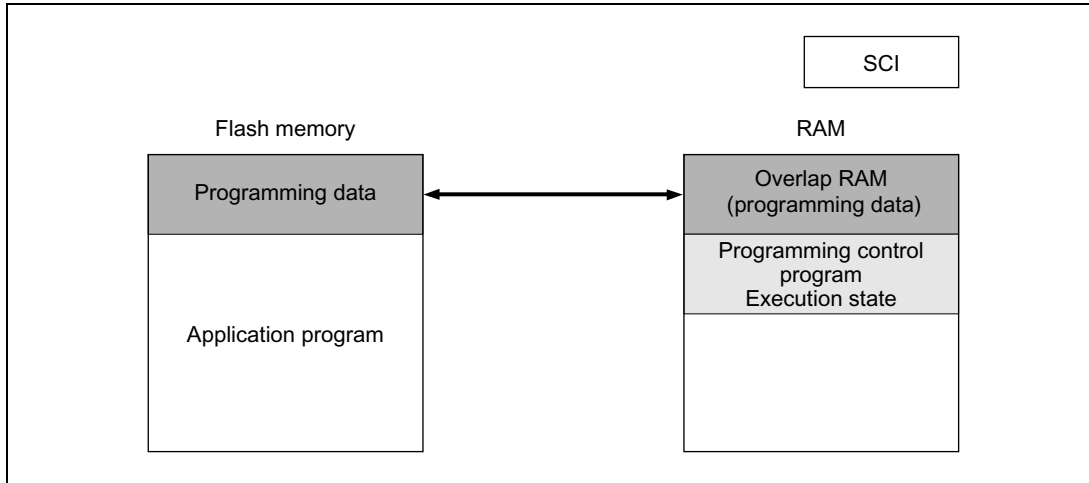 SCI
Flash memory
RAM
Programming data
Overlap RAM
(programming data)
Programming control
program
Execution state
Application program